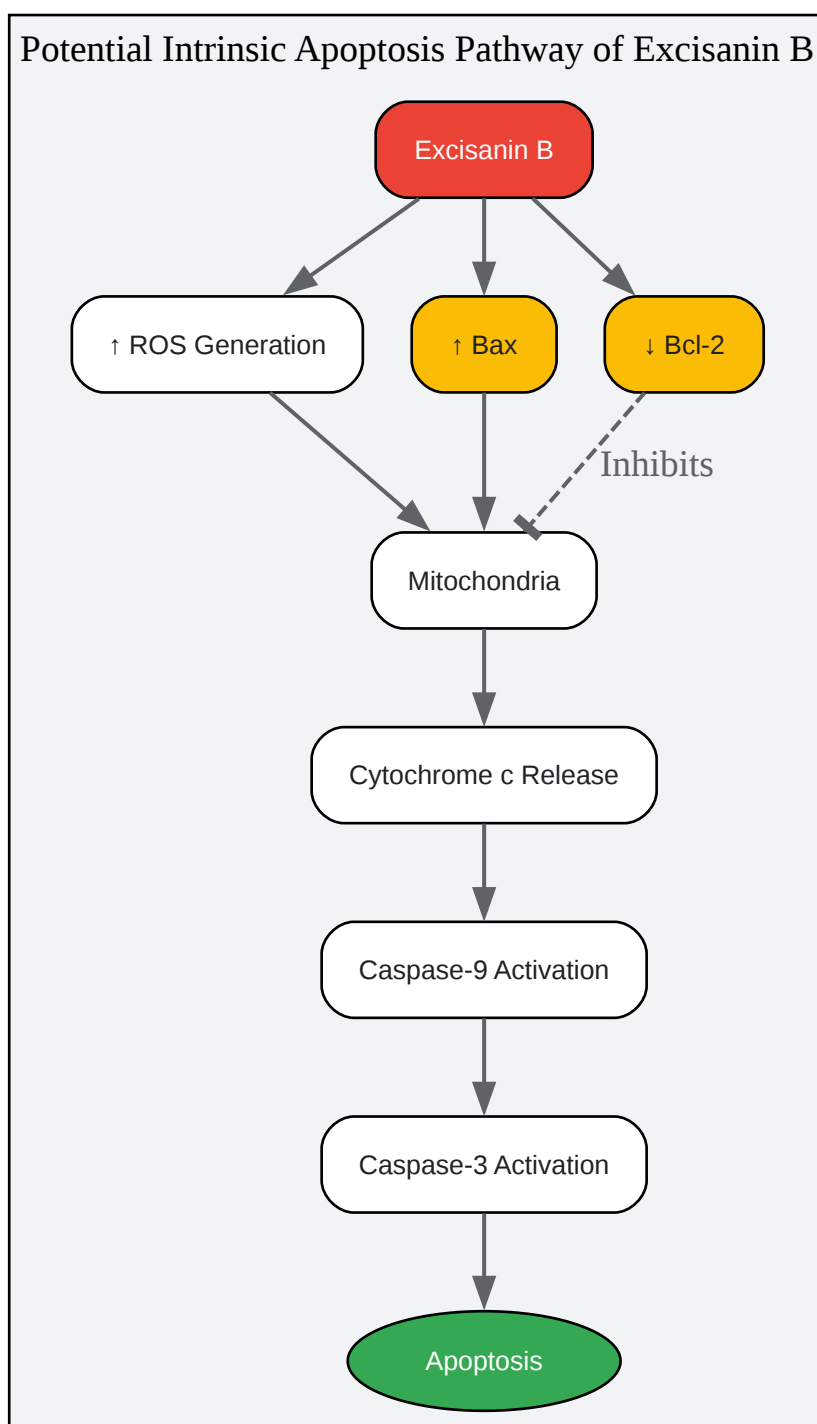 Potential Intrinsic Apoptosis Pathway of Excisanin B
Excisanin B
↑ ROS Generation
↑ Bax
↓ Bcl-2
Inhibits
Mitochondria
Cytochrome c Release
Caspase-9 Activation
Caspase-3 Activation
Apoptosis